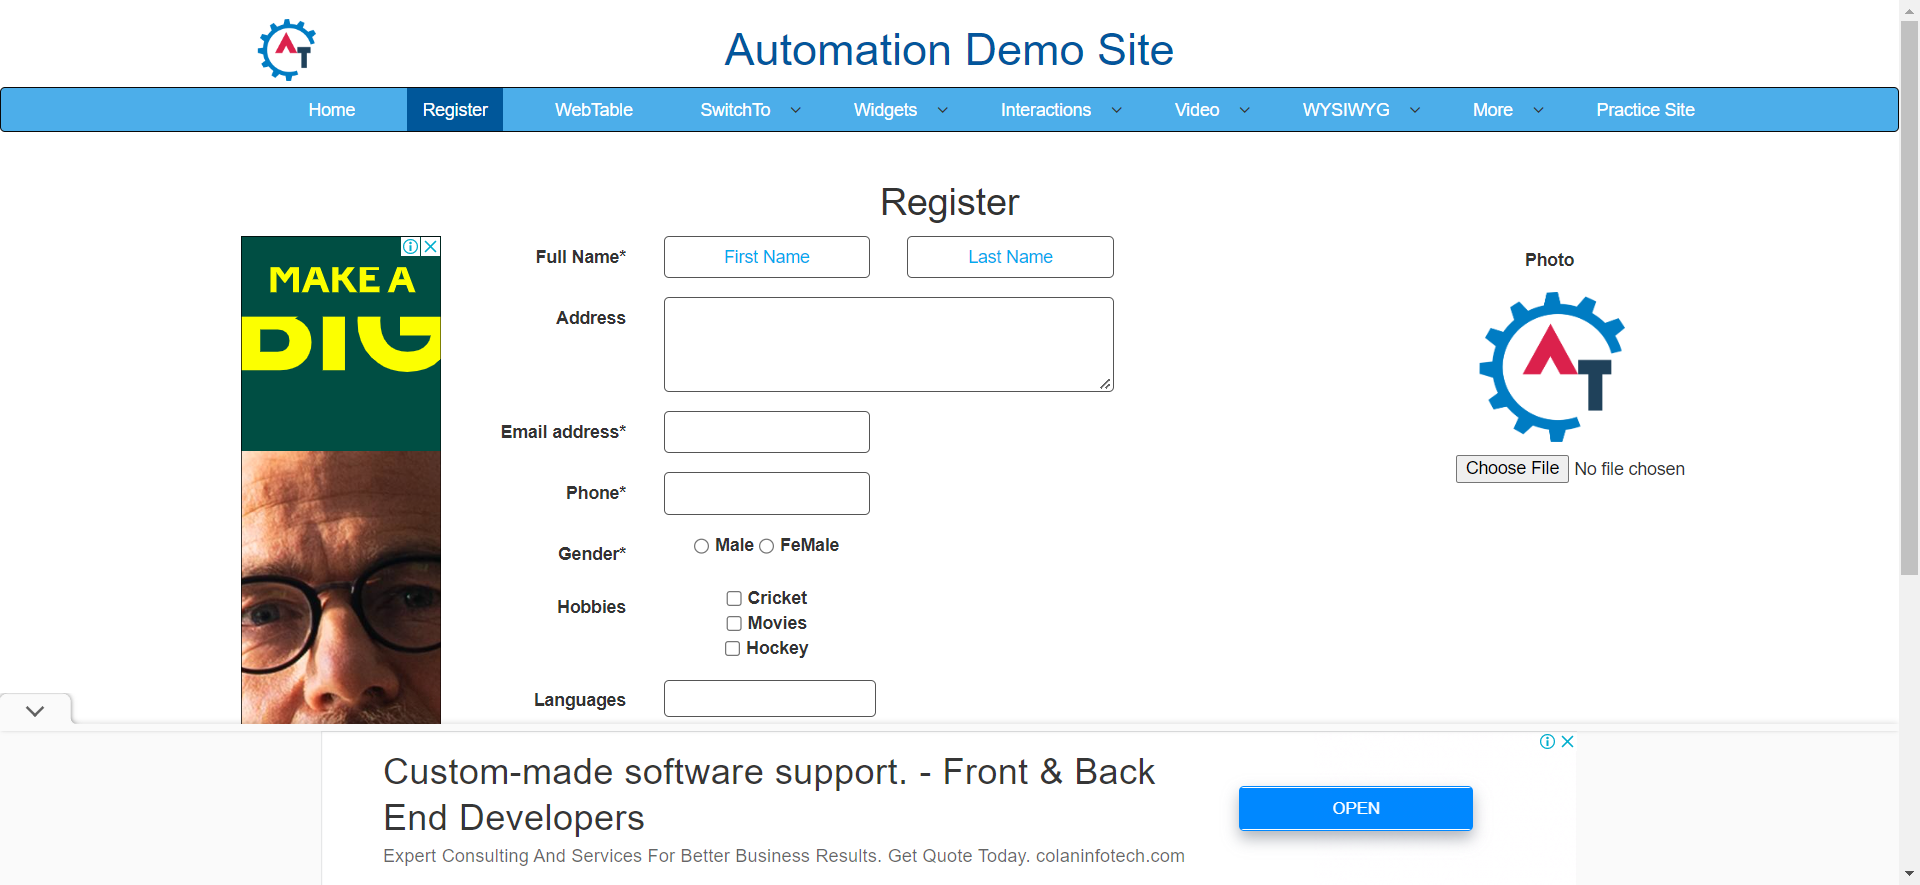 AT
Automation Demo Site
Home Register WebTable SwitchTo Widgets Interactions Video WYSIWYG More Practice Site
Register
MAKE A
BIG
Full Name* First Name Last Name
Address
Email address*
Phone*
Gender* Male FeMale
Hobbies Cricket
Movies
Hockey
Languages
Photo
AT
Choose File No file chosen
Custom-made software support. - Front & Back
End Developers
Expert Consulting And Services For Better Business Results. Get Quote Today. colaninfotech.com
OPEN